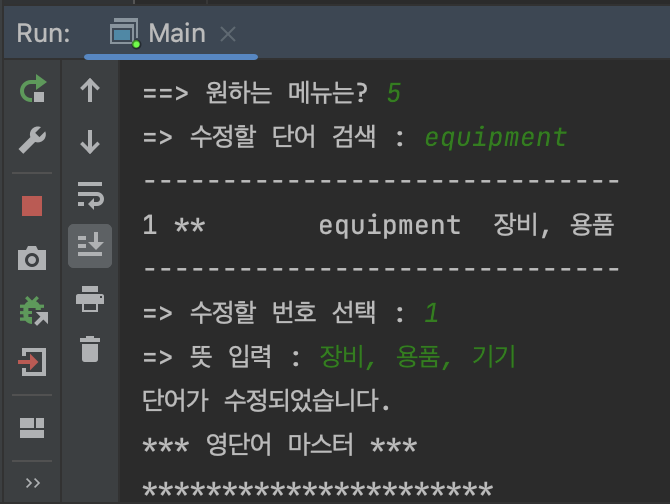 Run: Main
==> 원하는 메뉴는? 5
=> 수정할 단어 검색 : equipment
------------------------------
1 **       equipment  장비, 용품
------------------------------
=> 수정할 번호 선택 : 1
=> 뜻 입력 : 장비, 용품, 기기
단어가 수정되었습니다.
*** 영단어 마스터 ***
**********************